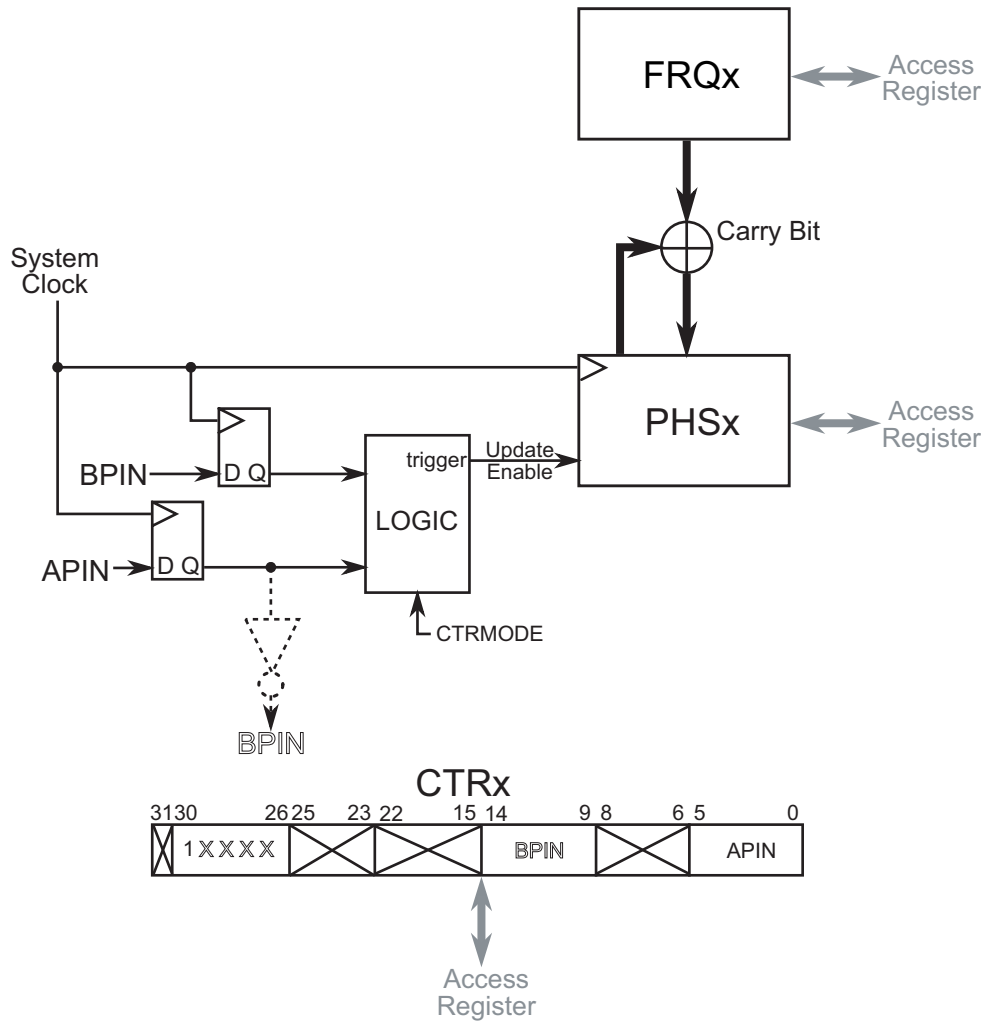 FRQx
Access
Register
Carry Bit
System
Clock
PHSx
Access
Register
BPIN
D Q
trigger
Update
Enable
LOGIC
APIN
D Q
CTRMODE
BPIN
CTRx
31 30 26 25 23 22 15 14 9 8 6 5 0
1 X X X X BPIN APIN
Access
Register